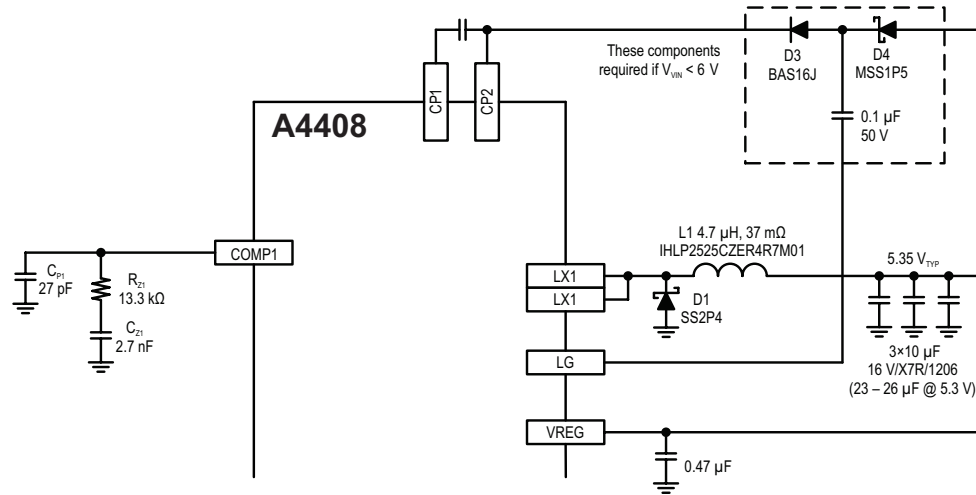 These components
required if V_VIN < 6 V
D3
BAS16J
D4
MSS1P5
0.1 µF
50 V
CP1
CP2
A4408
COMP1
C_P1
27 pF
R_Z1
13.3 kΩ
C_Z1
2.7 nF
L1 4.7 µH, 37 mΩ
IHLP2525CZER4R7M01
5.35 V_TYP
LX1
LX1
D1
SS2P4
LG
3×10 µF
16 V/X7R/1206
(23 – 26 µF @ 5.3 V)
VREG
0.47 µF